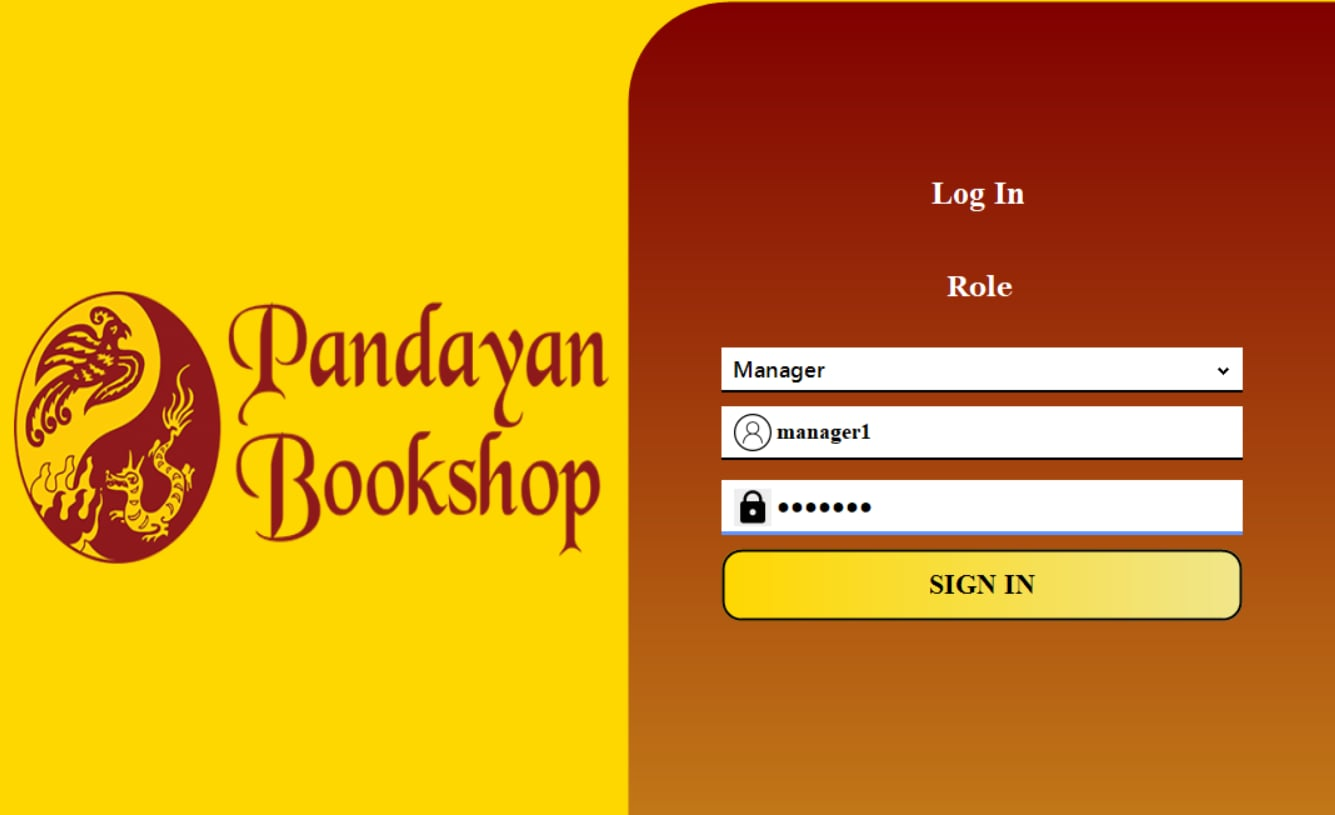 Pandayan
Bookshop
Log In
Role
Manager
manager1
•••••••
SIGN IN